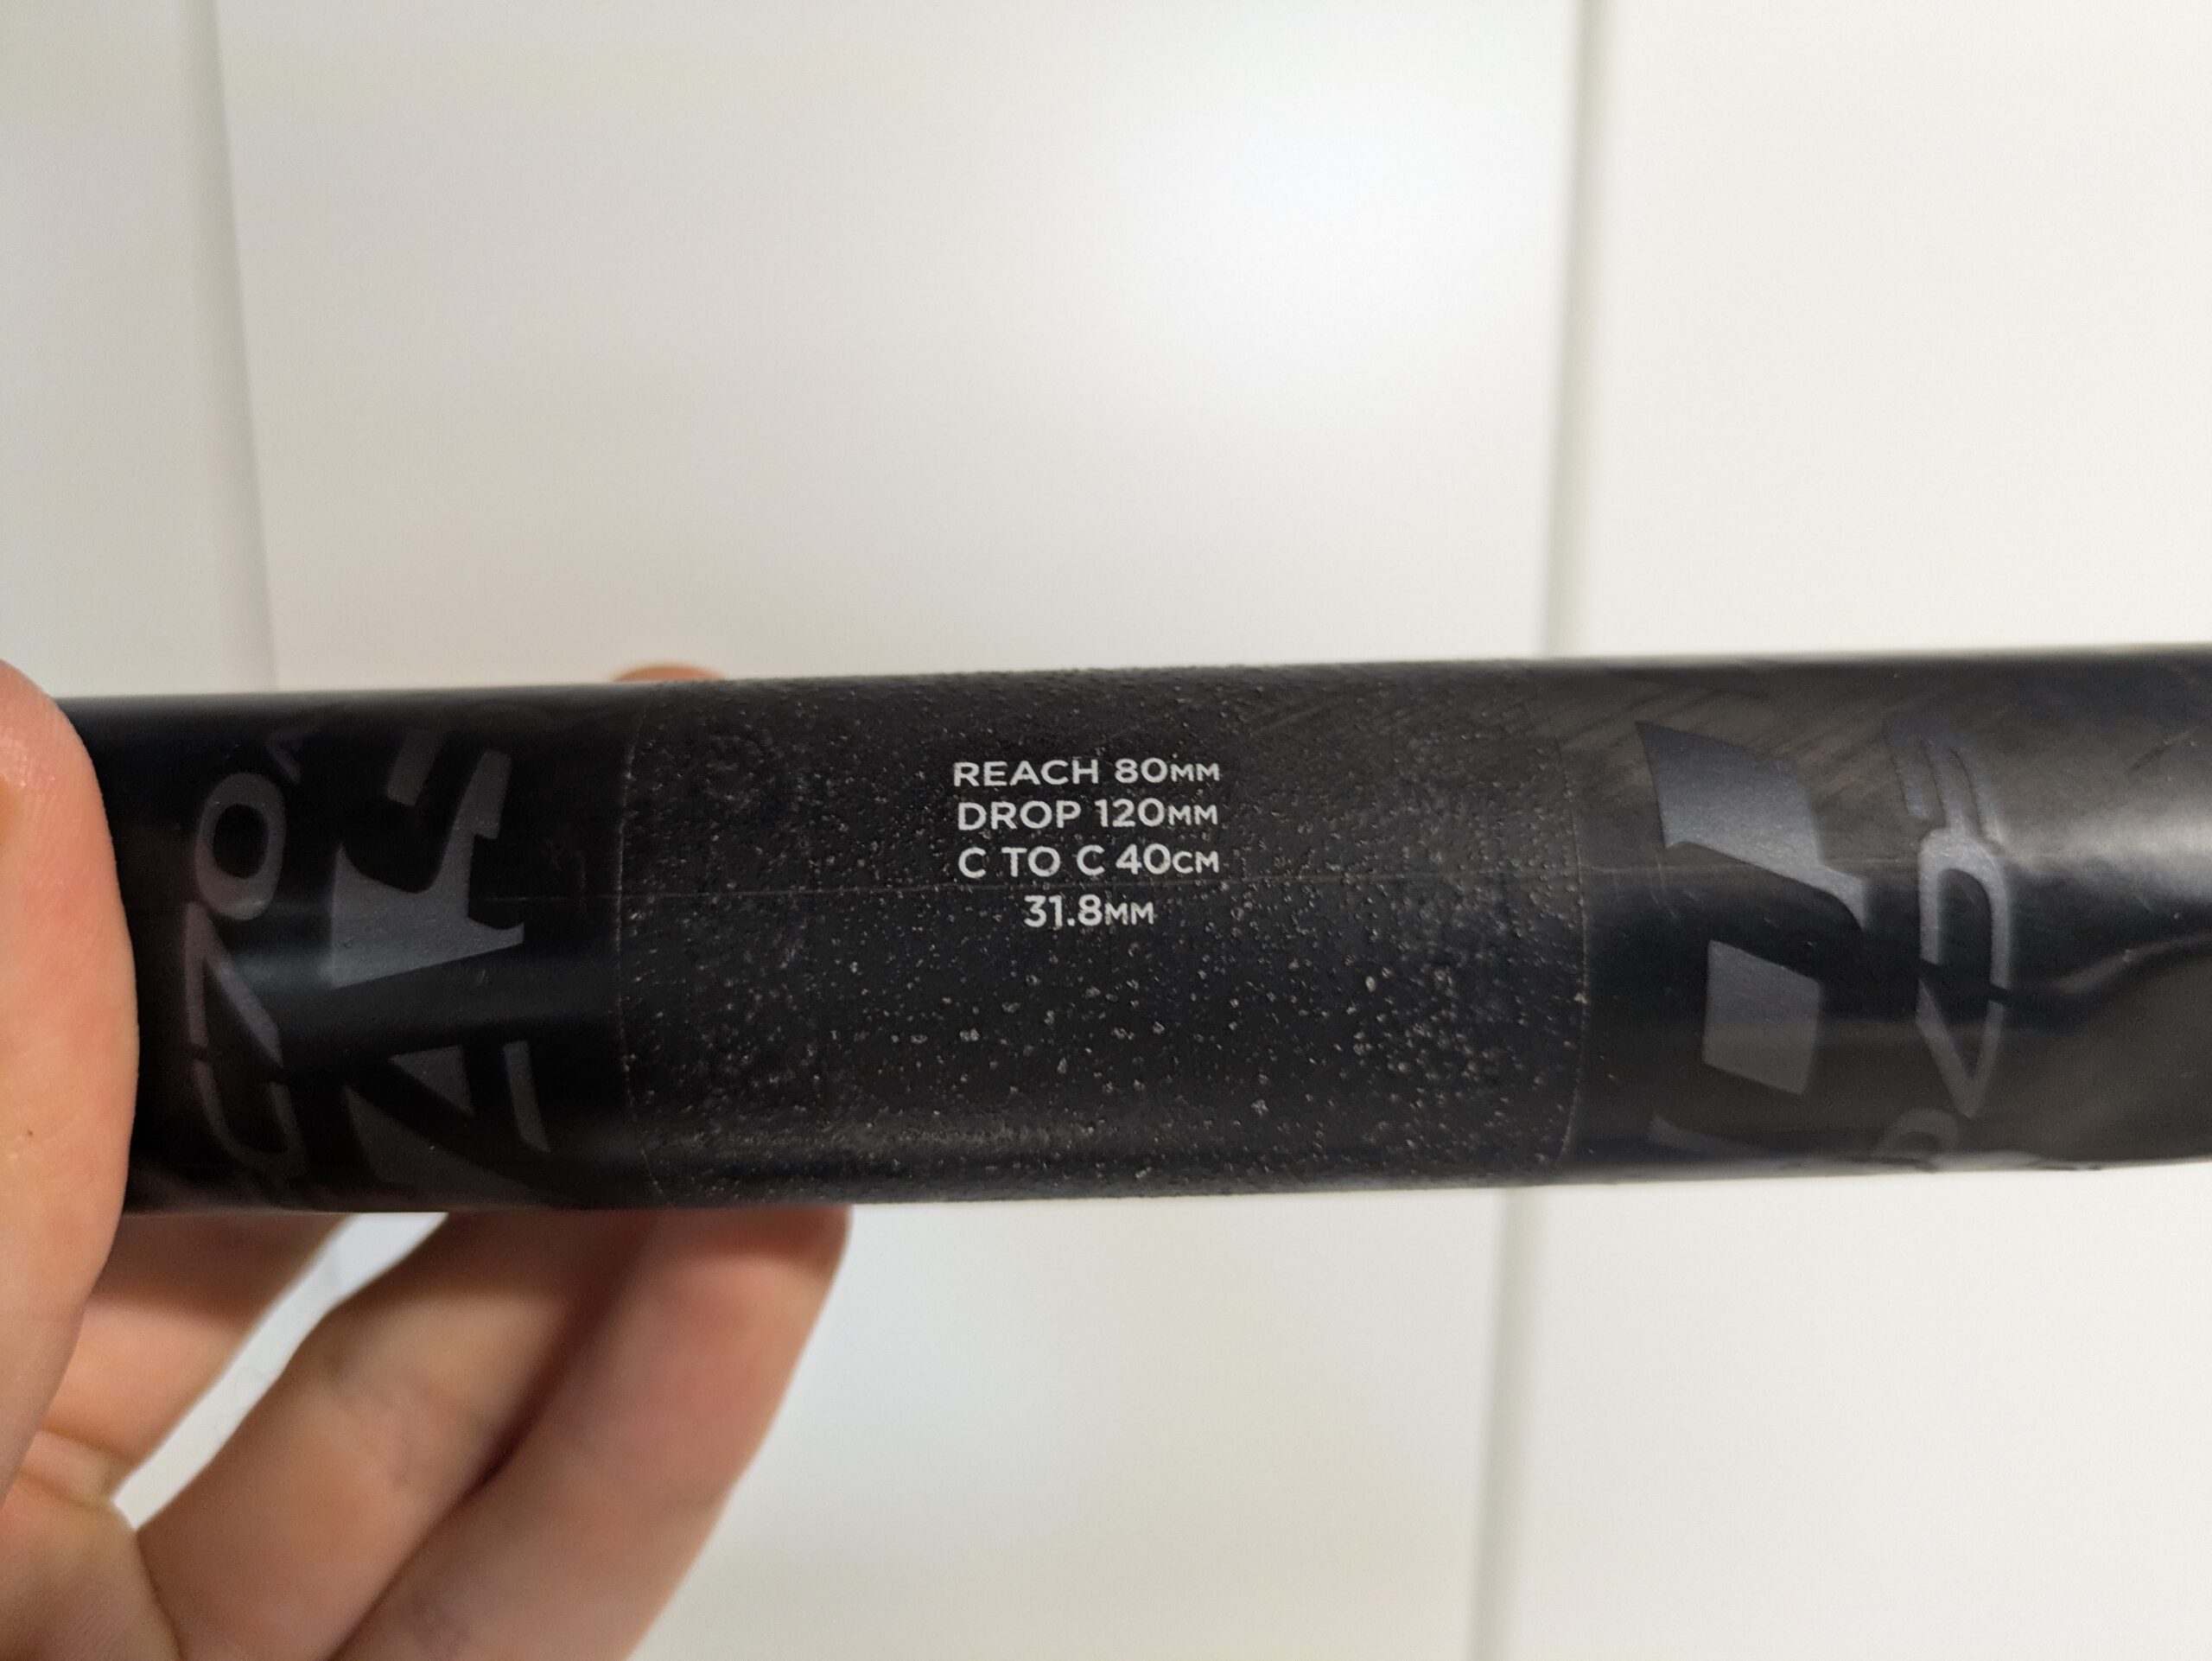 REACH 80MM
DROP 120MM
C TO C 40CM
31.8MM